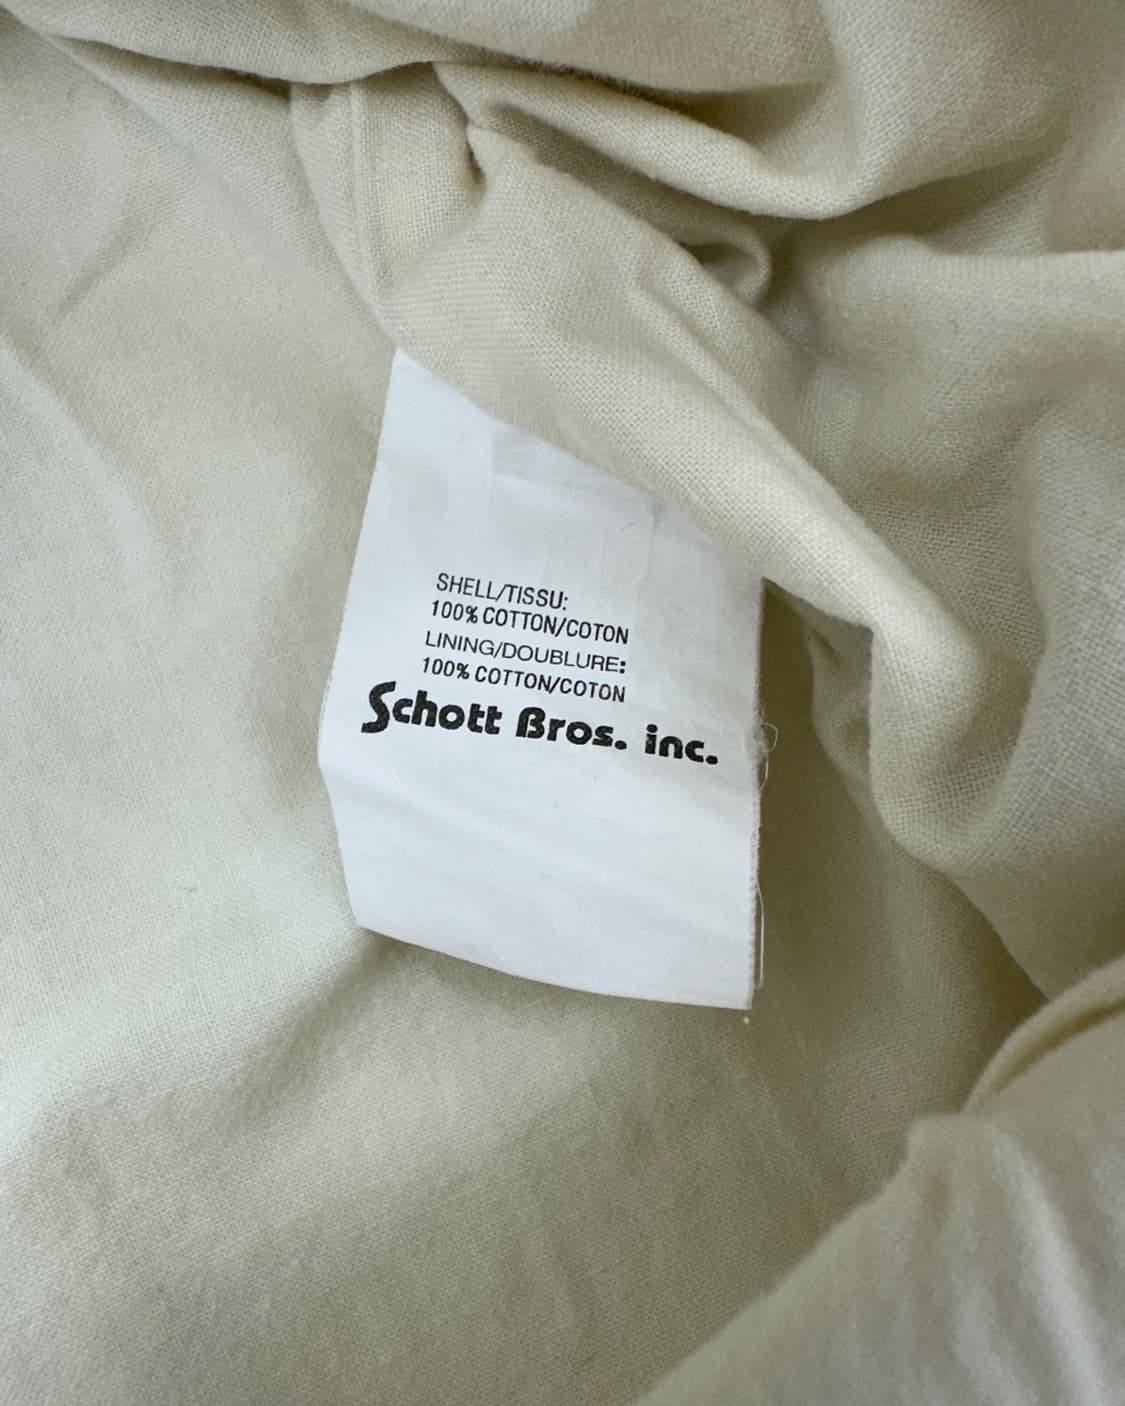 SHELL/TISSU:
100% COTTON/COTON
LINING/DOUBLURE:
100% COTTON/COTON
Schott Bros. inc.